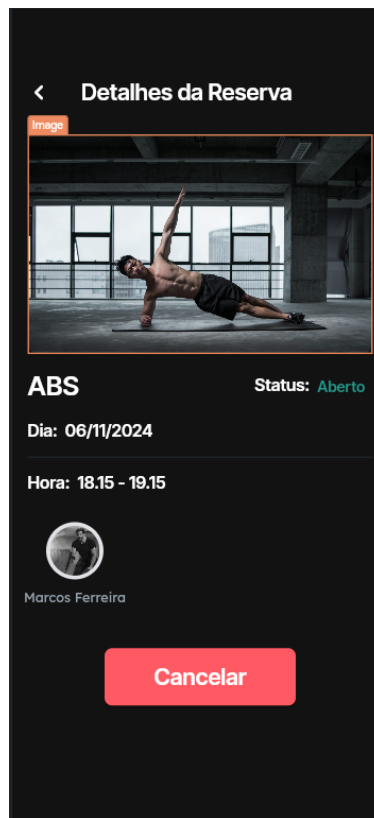 Detalhes da Reserva
Image
ABS
Status: Aberto
Dia: 06/11/2024
Hora: 18.15 - 19.15
Marcos Ferreira
Cancelar